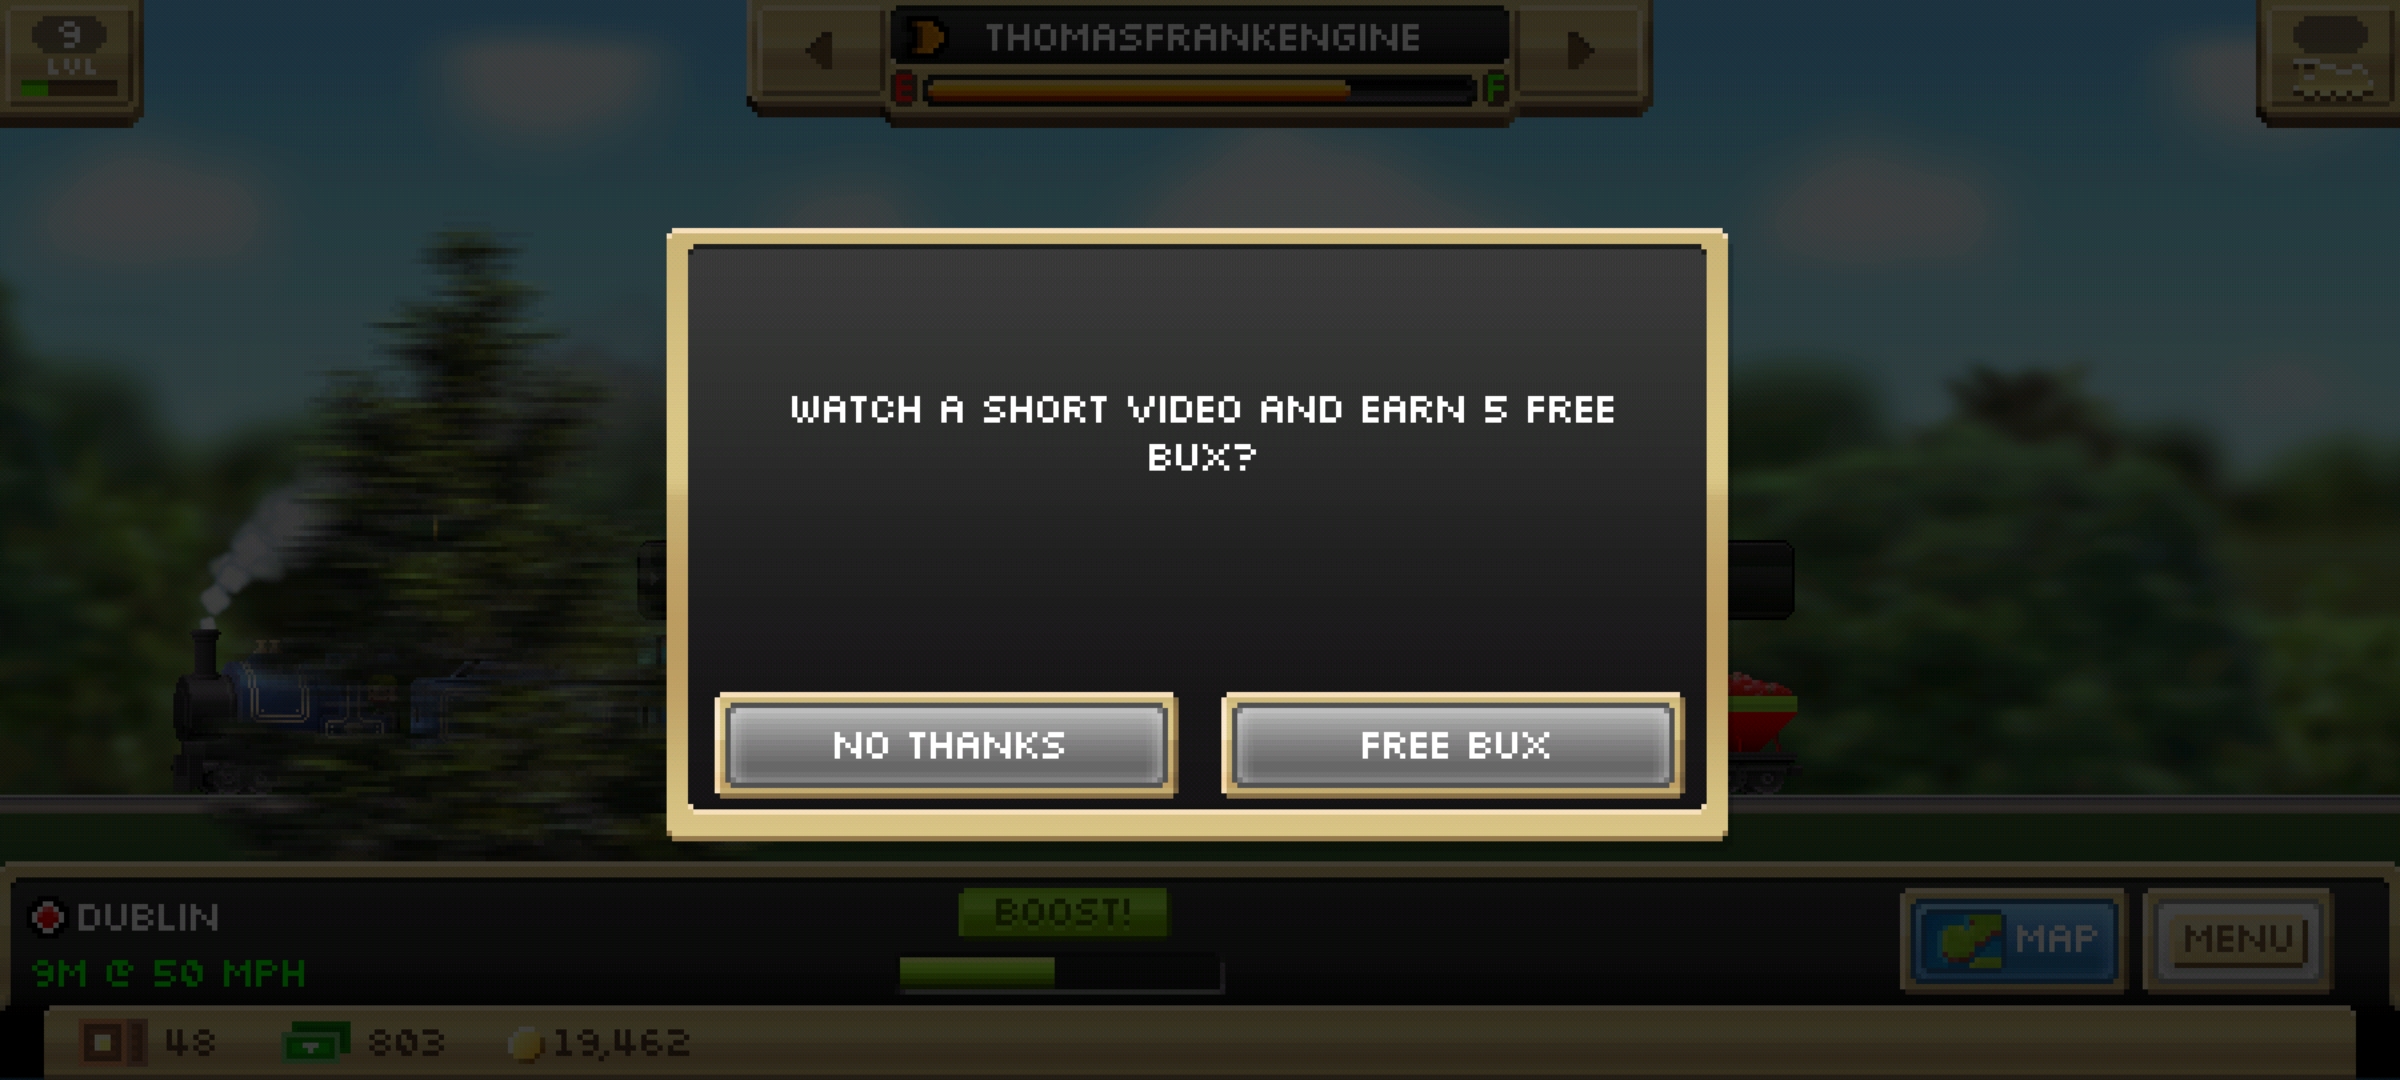 9
LVL
THOMASFRANKENGINE
E F
WATCH A SHORT VIDEO AND EARN 5 FREE
BUX?
NO THANKS
FREE BUX
DUBLIN
9M @ 50 MPH
BOOST!
MAP
MENU
48
803
19,462